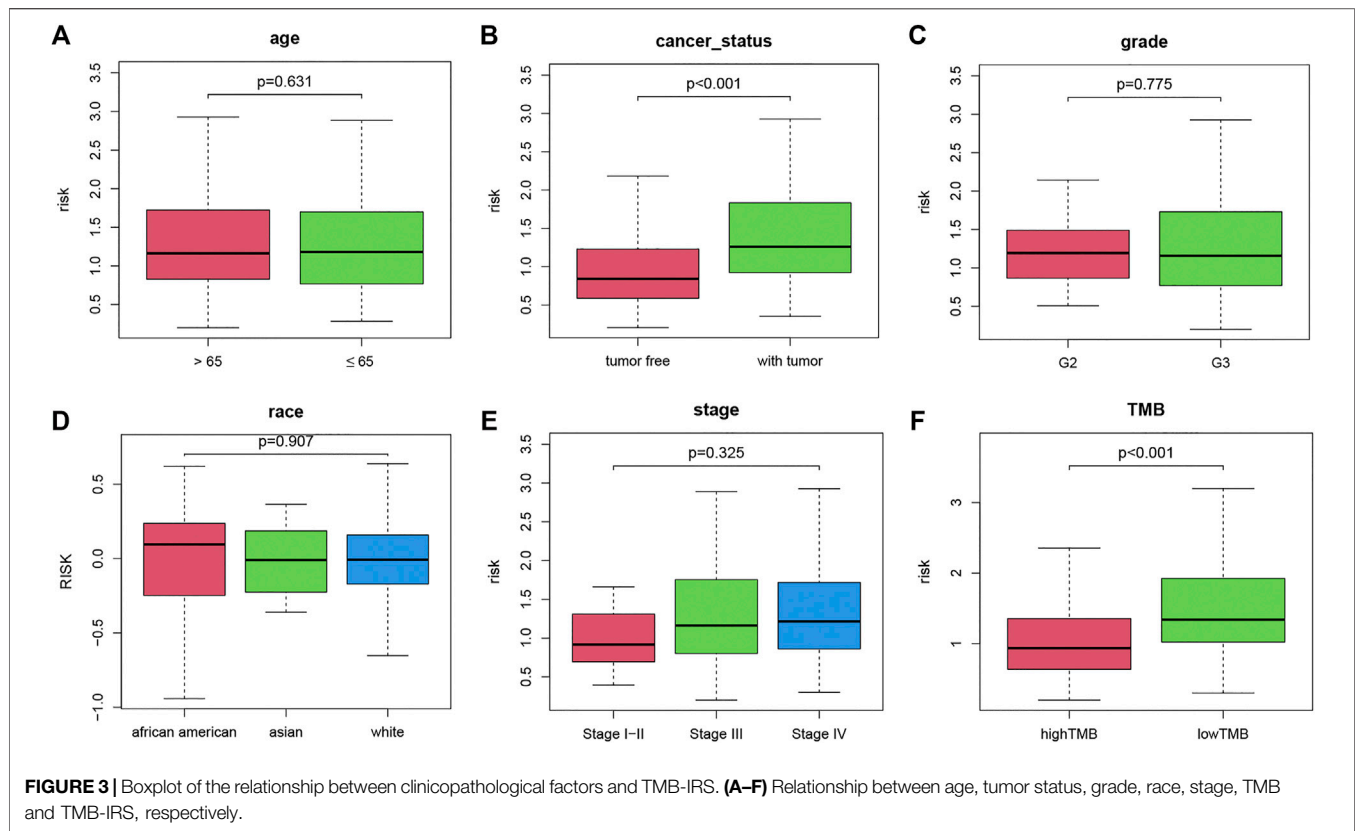 A
age
p=0.631
risk
3.5
3.0
2.5
2.0
1.5
1.0
0.5
> 65
≤ 65
B
cancer_status
p<0.001
risk
3.5
3.0
2.5
2.0
1.5
1.0
0.5
tumor free
with tumor
C
grade
p=0.775
risk
3.5
3.0
2.5
2.0
1.5
1.0
0.5
G2
G3
D
race
p=0.907
RISK
0.5
0.0
−0.5
−1.0
african american
asian
white
E
stage
p=0.325
risk
3.5
3.0
2.5
2.0
1.5
1.0
0.5
Stage I−II
Stage III
Stage IV
F
TMB
p<0.001
risk
3
2
1
highTMB
lowTMB
FIGURE 3 | Boxplot of the relationship between clinicopathological factors and TMB-IRS. (A–F) Relationship between age, tumor status, grade, race, stage, TMB
and TMB-IRS, respectively.